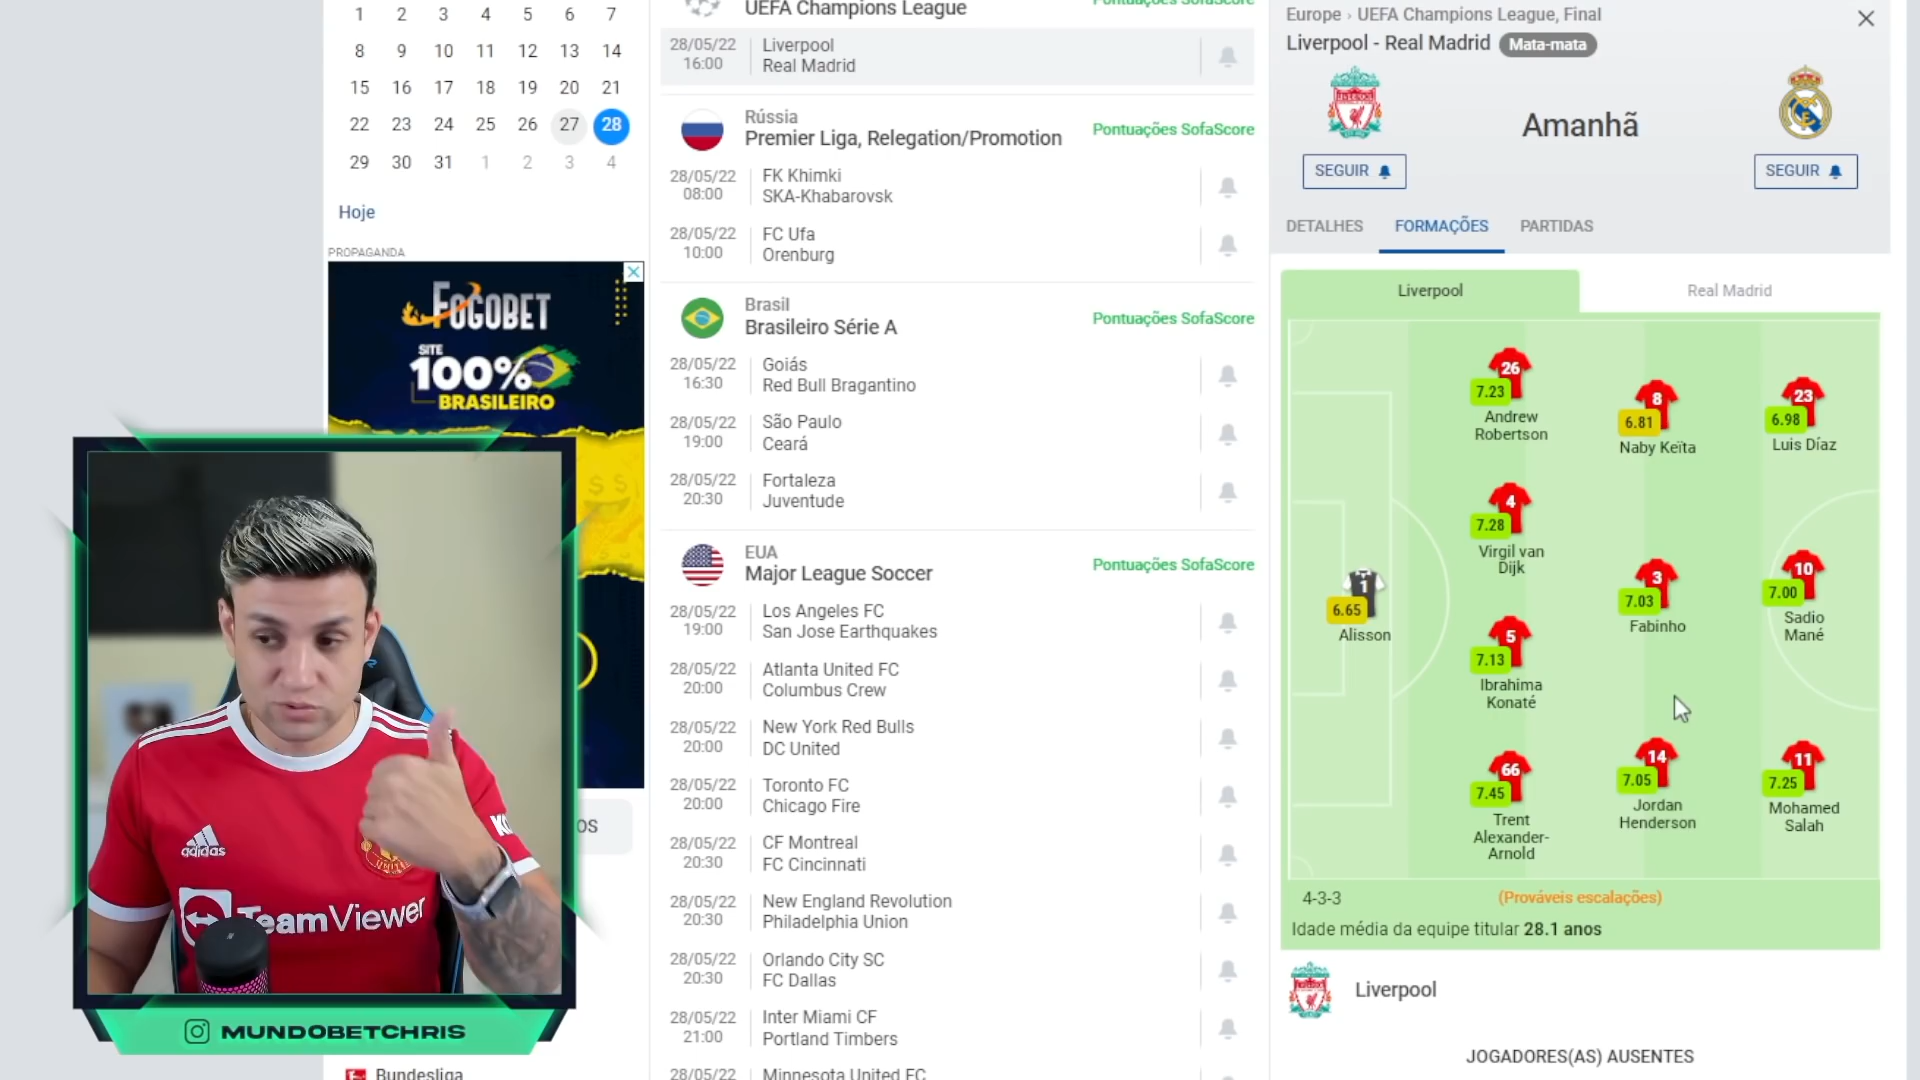 1 2 3 4 5 6 7
8 9 10 11 12 13 14
15 16 17 18 19 20 21
22 23 24 25 26 27 28
29 30 31 1 2 3 4
Hoje
PROPAGANDA
FOGOBET
SITE
100%
BRASILEIRO
$ $
OS
adidas
UNITED
TeamViewer
MUNDOBETCHRIS
Bundesliga
UEFA Champions League
Pontuações SofaScore
28/05/22 Liverpool
16:00 Real Madrid
Rússia
Premier Liga, Relegation/Promotion Pontuações SofaScore
28/05/22 FK Khimki
08:00 SKA-Khabarovsk
28/05/22 FC Ufa
10:00 Orenburg
Brasil
Brasileiro Série A Pontuações SofaScore
28/05/22 Goiás
16:30 Red Bull Bragantino
28/05/22 São Paulo
19:00 Ceará
28/05/22 Fortaleza
20:30 Juventude
EUA
Major League Soccer Pontuações SofaScore
28/05/22 Los Angeles FC
19:00 San Jose Earthquakes
28/05/22 Atlanta United FC
20:00 Columbus Crew
28/05/22 New York Red Bulls
20:00 DC United
28/05/22 Toronto FC
20:00 Chicago Fire
28/05/22 CF Montreal
20:30 FC Cincinnati
28/05/22 New England Revolution
20:30 Philadelphia Union
28/05/22 Orlando City SC
20:30 FC Dallas
28/05/22 Inter Miami CF
21:00 Portland Timbers
28/05/22 Minnesota United FC
Europe › UEFA Champions League, Final
Liverpool - Real Madrid Mata-mata
Amanhã
SEGUIR SEGUIR
DETALHES FORMAÇÕES PARTIDAS
Liverpool Real Madrid
1
6.65
Alisson
26
7.23
Andrew
Robertson
4
7.28
Virgil van
Dijk
5
7.13
Ibrahima
Konaté
66
7.45
Trent
Alexander-
Arnold
8
6.81
Naby Keïta
3
7.03
Fabinho
14
7.05
Jordan
Henderson
23
6.98
Luis Díaz
10
7.00
Sadio
Mané
11
7.25
Mohamed
Salah
4-3-3 (Prováveis escalações)
Idade média da equipe titular 28.1 anos
Liverpool
JOGADORES(AS) AUSENTES